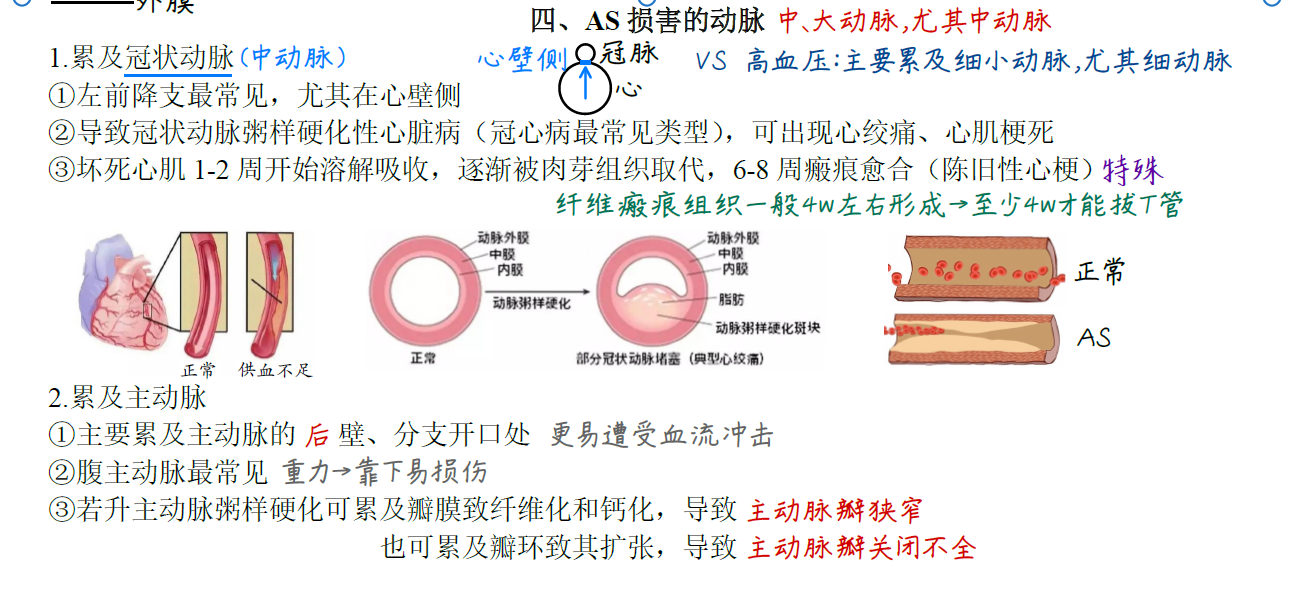 外膜
四、AS 损害的动脉 中、大动脉,尤其中动脉
1.累及冠状动脉(中动脉) 心壁侧 冠脉 VS 高血压:主要累及细小动脉,尤其细动脉
①左前降支最常见，尤其在心壁侧 心
②导致冠状动脉粥样硬化性心脏病（冠心病最常见类型），可出现心绞痛、心肌梗死
③坏死心肌 1-2 周开始溶解吸收，逐渐被肉芽组织取代，6-8 周瘢痕愈合（陈旧性心梗）特殊
纤维瘢痕组织一般4w左右形成→至少4w才能拔T管
动脉外膜
中膜
内膜
动脉粥样硬化
正常
动脉外膜
中膜
内膜
脂肪
动脉粥样硬化斑块
部分冠状动脉堵塞（典型心绞痛）
正常
AS
正常 供血不足
2.累及主动脉
①主要累及主动脉的 后 壁、分支开口处 更易遭受血流冲击
②腹主动脉最常见 重力→靠下易损伤
③若升主动脉粥样硬化可累及瓣膜致纤维化和钙化，导致 主动脉瓣狭窄
也可累及瓣环致其扩张，导致 主动脉瓣关闭不全